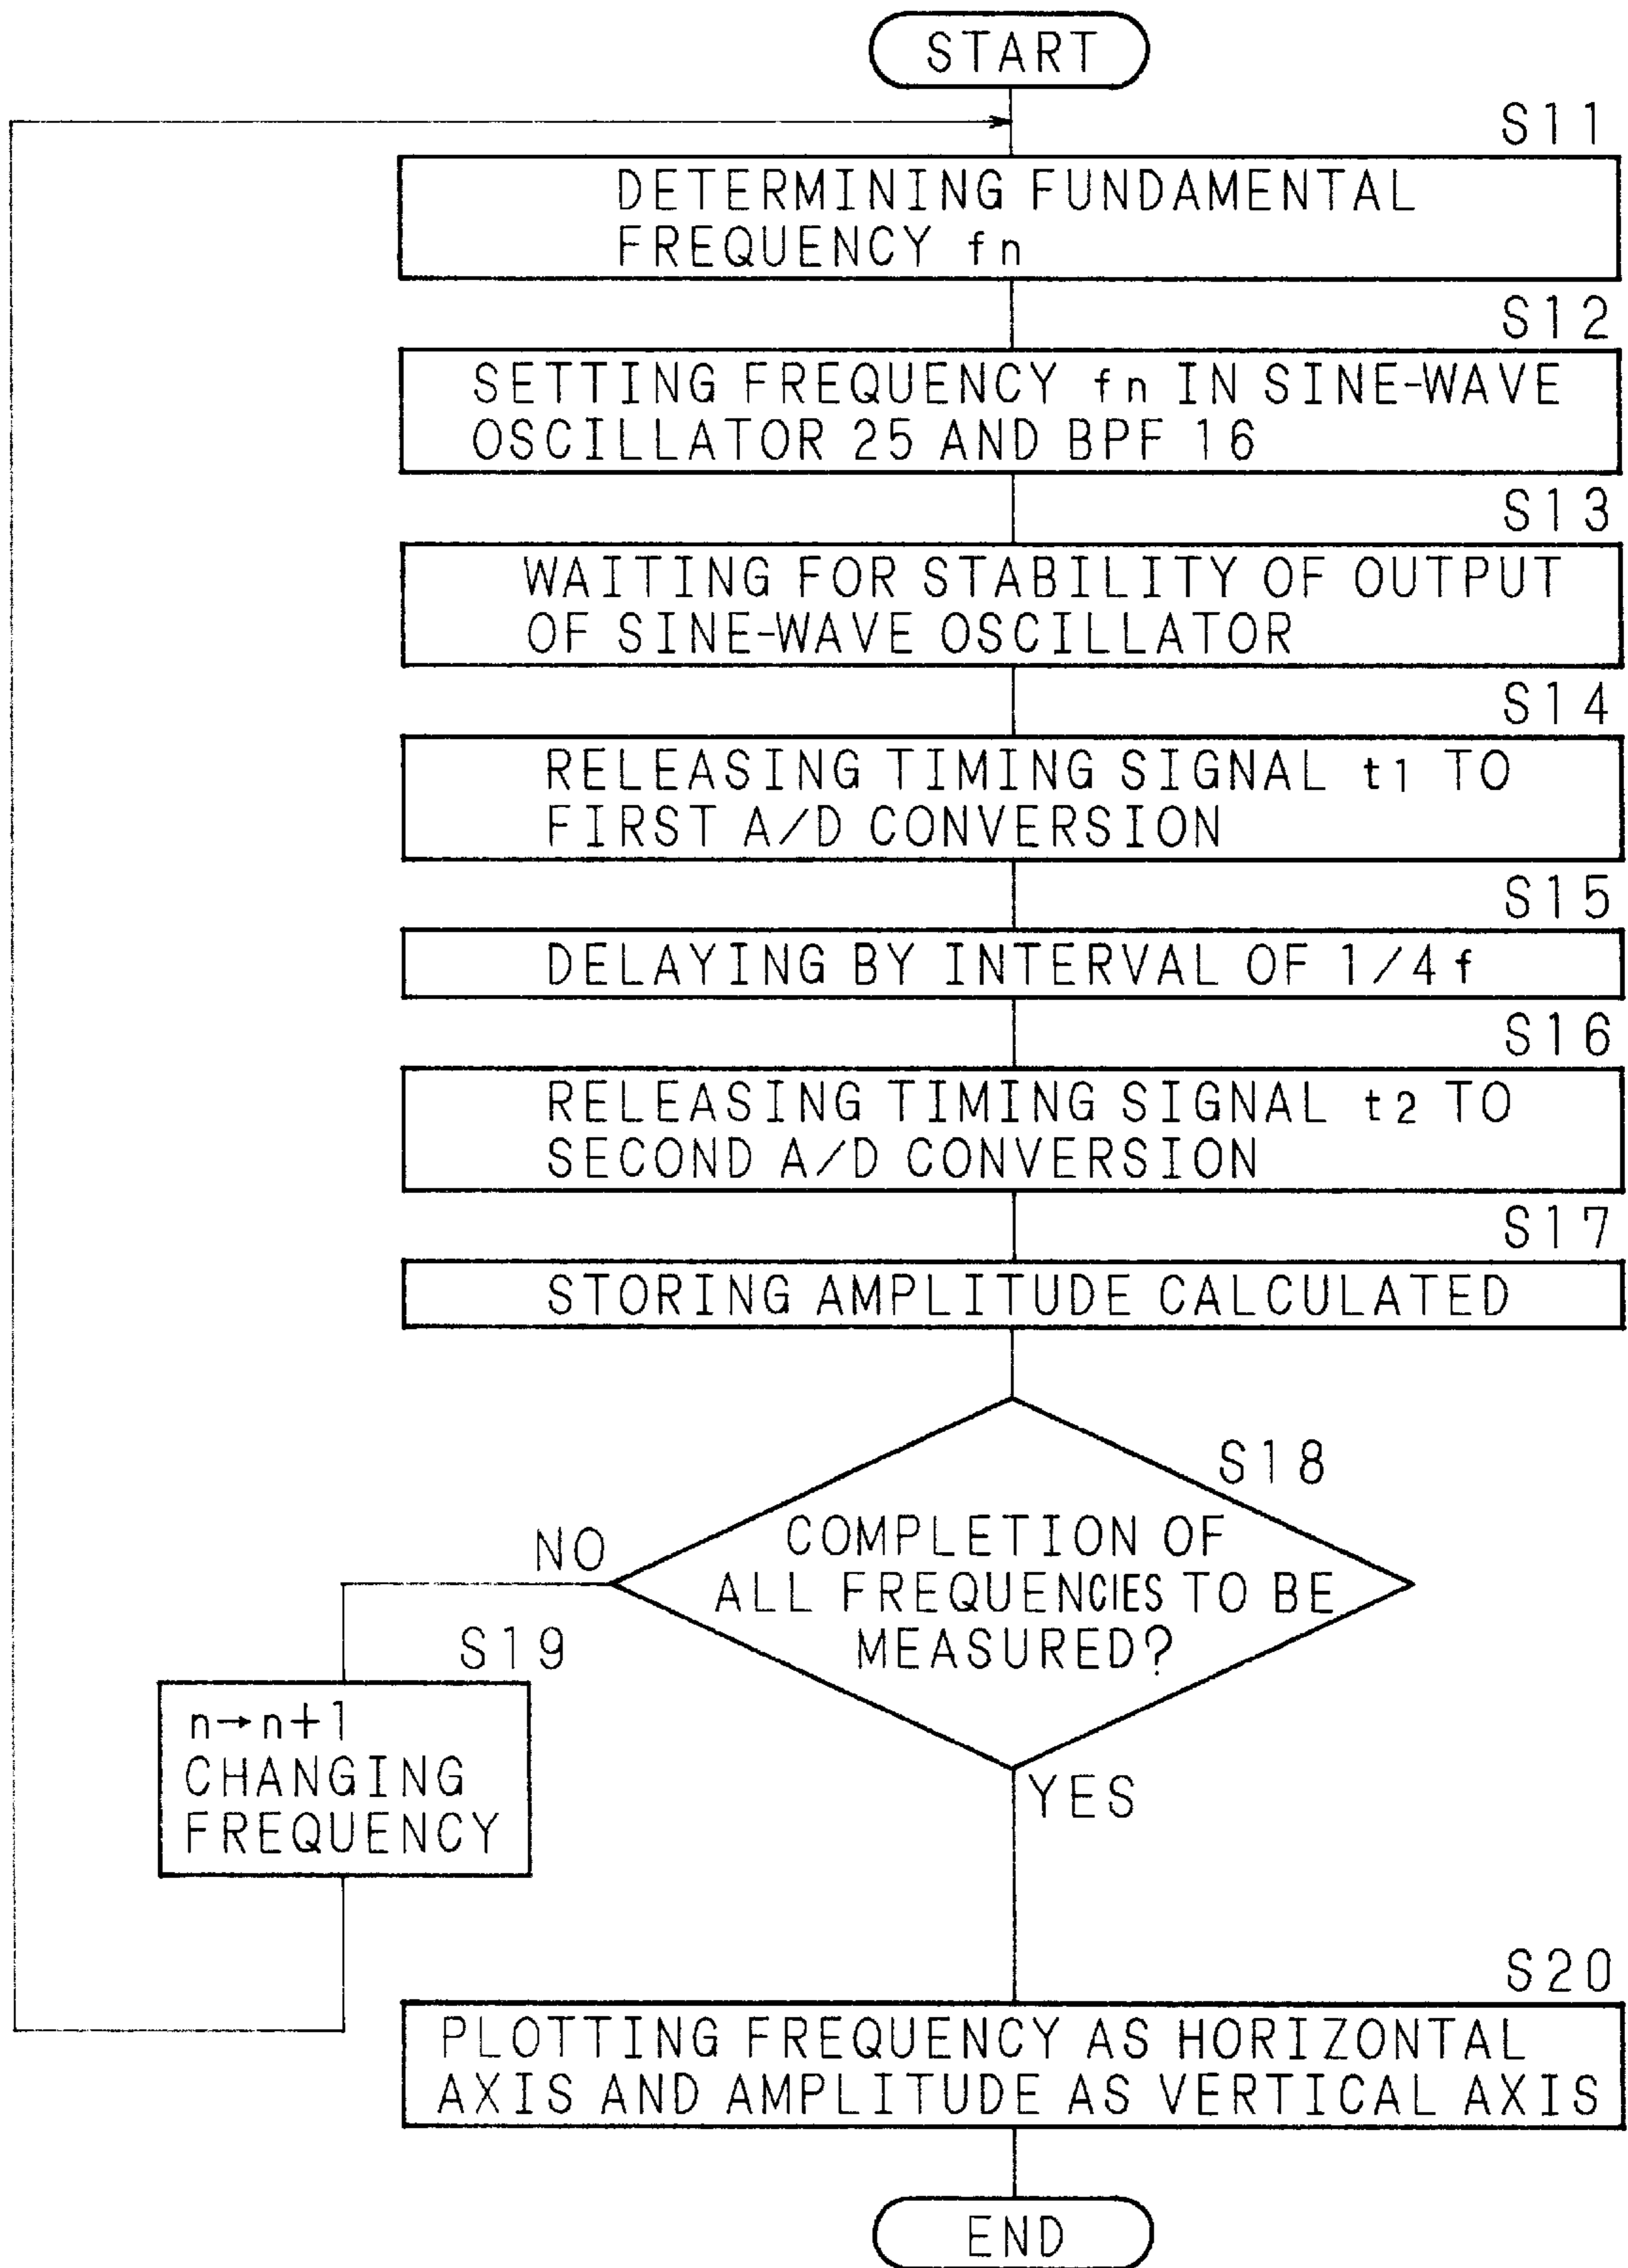 START
S11
DETERMINING FUNDAMENTAL
FREQUENCY fn
S12
SETTING FREQUENCY fn IN SINE-WAVE
OSCILLATOR 25 AND BPF 16
S13
WAITING FOR STABILITY OF OUTPUT
OF SINE-WAVE OSCILLATOR
S14
RELEASING TIMING SIGNAL t1 TO
FIRST A/D CONVERSION
S15
DELAYING BY INTERVAL OF 1/4 f
S16
RELEASING TIMING SIGNAL t2 TO
SECOND A/D CONVERSION
S17
STORING AMPLITUDE CALCULATED
S18
COMPLETION OF
ALL FREQUENCIES TO BE
MEASURED?
NO
S19
n→n+1
CHANGING
FREQUENCY
YES
S20
PLOTTING FREQUENCY AS HORIZONTAL
AXIS AND AMPLITUDE AS VERTICAL AXIS
END